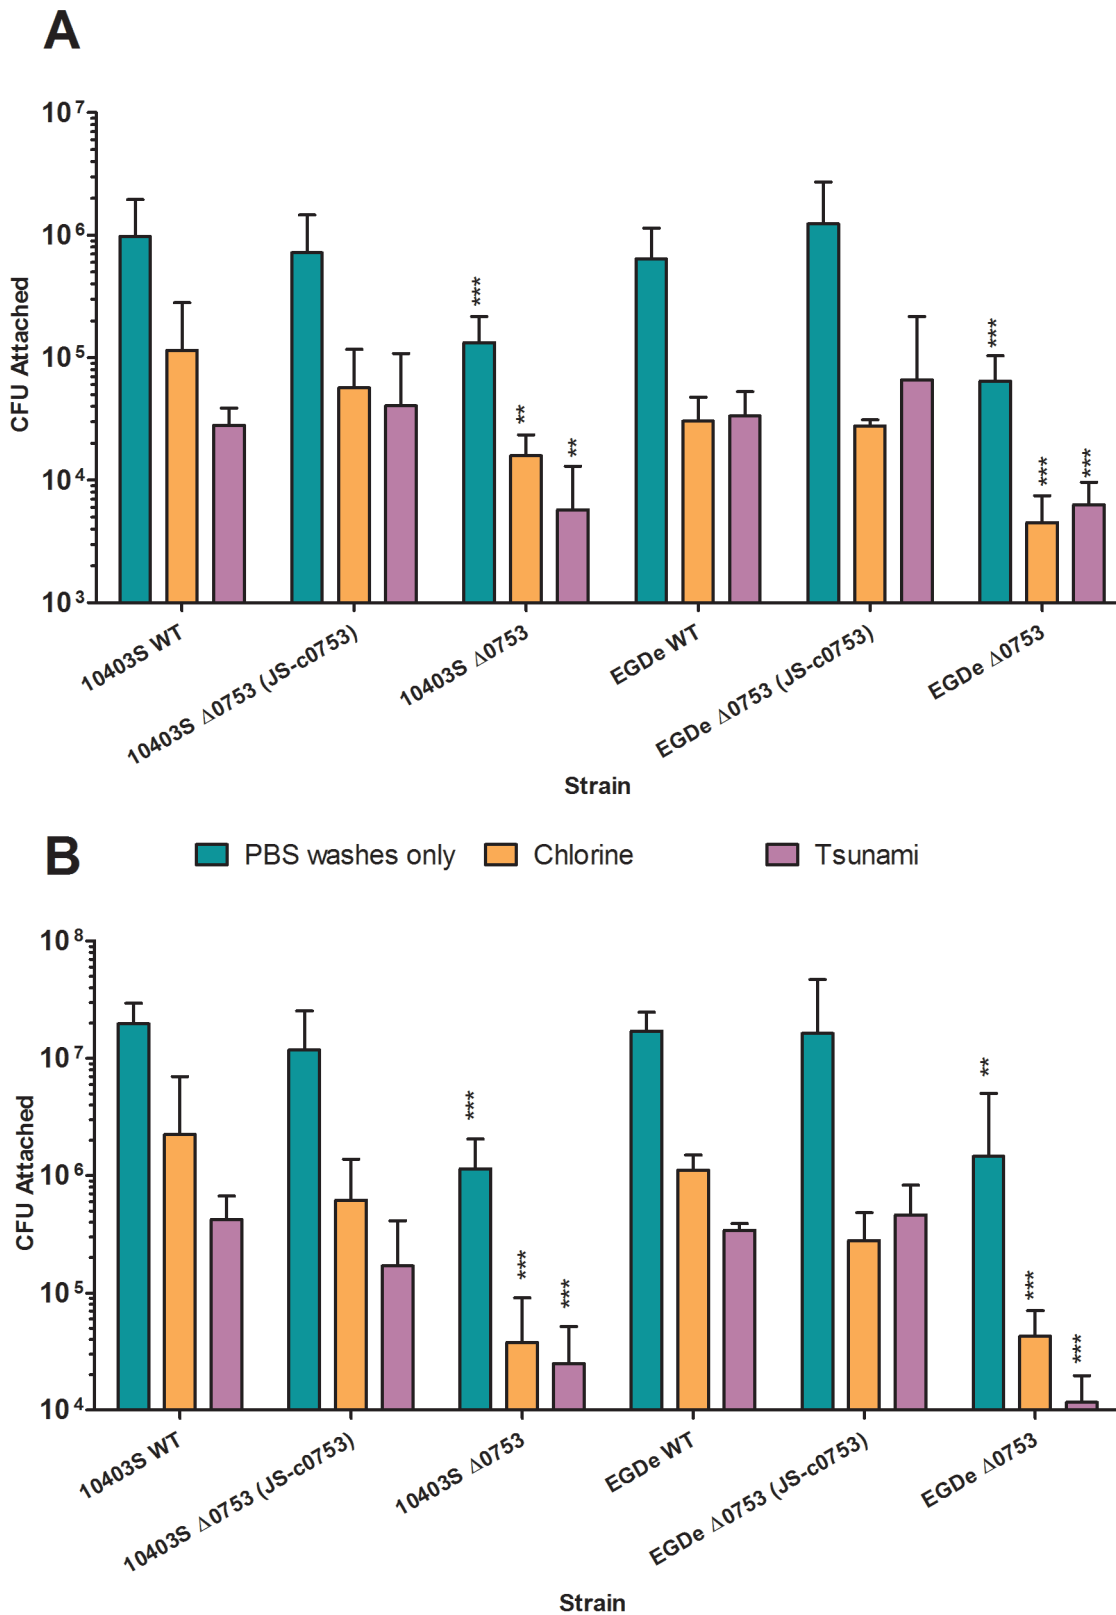 A
10⁷
10⁶
10⁵
10⁴
10³
CFU Attached
***
**
**
***
***
***
10403S WT
10403S Δ0753 (JS-c0753)
10403S Δ0753
EGDe WT
EGDe Δ0753 (JS-c0753)
EGDe Δ0753
Strain
B
PBS washes only Chlorine Tsunami
10⁸
10⁷
10⁶
10⁵
10⁴
CFU Attached
***
***
***
**
***
***
10403S WT
10403S Δ0753 (JS-c0753)
10403S Δ0753
EGDe WT
EGDe Δ0753 (JS-c0753)
EGDe Δ0753
Strain